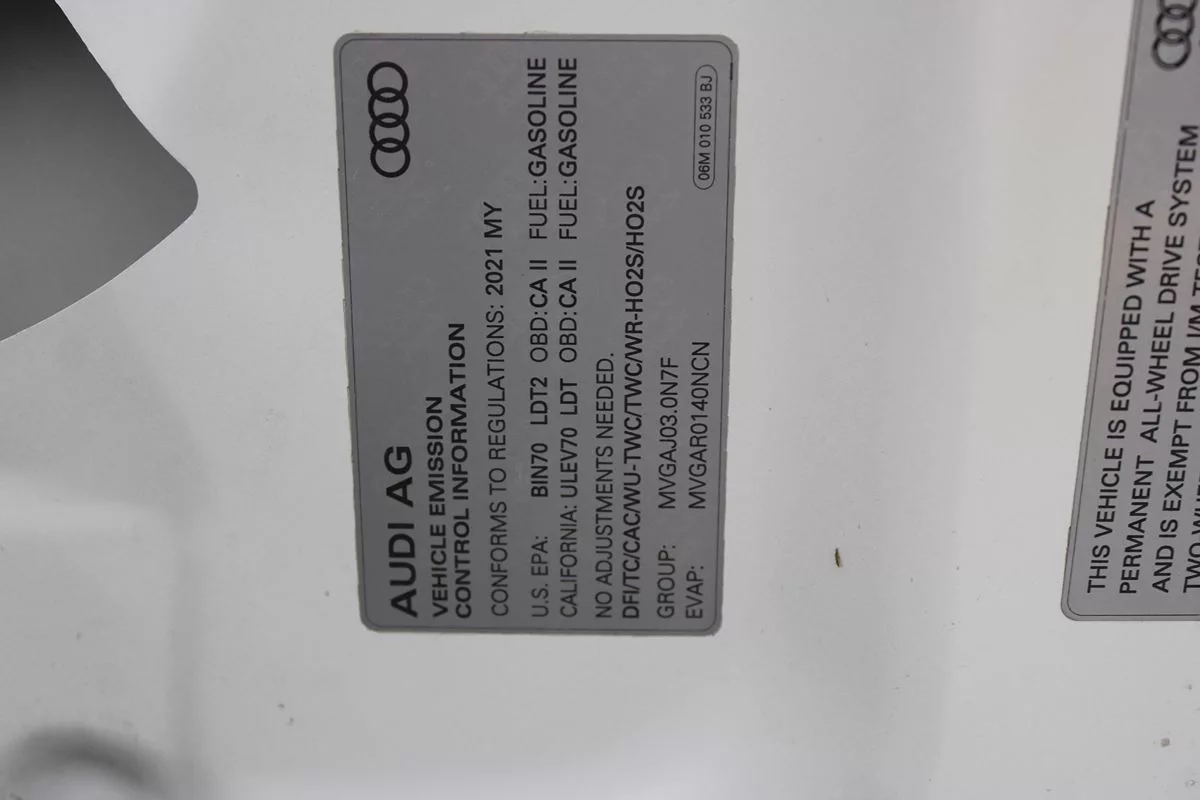 AUDI AG
VEHICLE EMISSION
CONTROL INFORMATION
CONFORMS TO REGULATIONS: 2021 MY
U.S. EPA: BIN70 LDT2 OBD:CA II FUEL:GASOLINE
CALIFORNIA: ULEV70 LDT OBD:CA II FUEL:GASOLINE
NO ADJUSTMENTS NEEDED.
DFI/TC/CAC/WU-TWC/TWC/WR-HO2S/HO2S
GROUP: MVGAJ03.0N7F
EVAP: MVGAR0140NCN
06M 010 533 BJ
THIS VEHICLE IS EQUIPPED WITH A
PERMANENT ALL-WHEEL DRIVE SYSTEM
AND IS EXEMPT FROM I/M
TWO